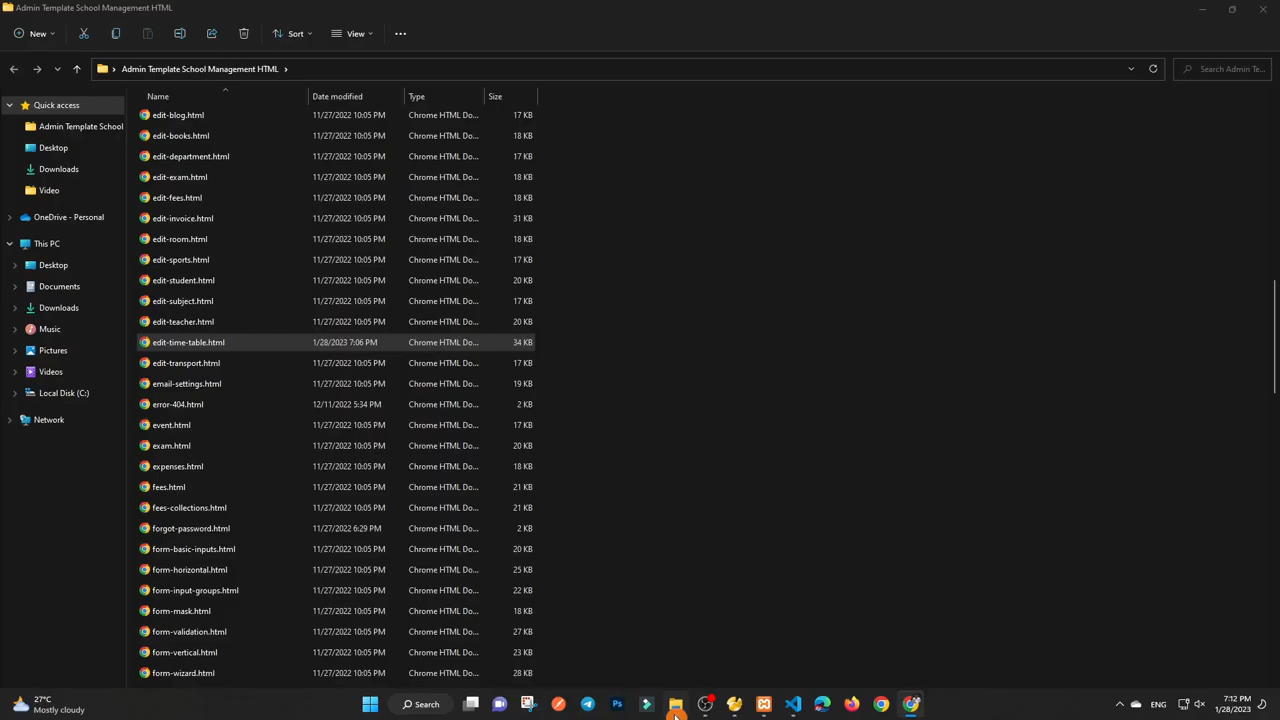 Admin Template School Management HTML
New
Sort
View
Admin Template School Management HTML
Search Admin Te...
Name Date modified Type Size
Quick access
Admin Template School
Desktop
Downloads
Video
OneDrive - Personal
This PC
Desktop
Documents
Downloads
Music
Pictures
Videos
Local Disk (C:)
Network
edit-blog.html 11/27/2022 10:05 PM Chrome HTML Do... 17 KB
edit-books.html 11/27/2022 10:05 PM Chrome HTML Do... 18 KB
edit-department.html 11/27/2022 10:05 PM Chrome HTML Do... 17 KB
edit-exam.html 11/27/2022 10:05 PM Chrome HTML Do... 18 KB
edit-fees.html 11/27/2022 10:05 PM Chrome HTML Do... 17 KB
edit-invoice.html 11/27/2022 10:05 PM Chrome HTML Do... 31 KB
edit-room.html 11/27/2022 10:05 PM Chrome HTML Do... 18 KB
edit-sports.html 11/27/2022 10:05 PM Chrome HTML Do... 17 KB
edit-student.html 11/27/2022 10:05 PM Chrome HTML Do... 20 KB
edit-subject.html 11/27/2022 10:05 PM Chrome HTML Do... 17 KB
edit-teacher.html 11/27/2022 10:05 PM Chrome HTML Do... 20 KB
edit-time-table.html 1/28/2023 7:06 PM Chrome HTML Do... 34 KB
edit-transport.html 11/27/2022 10:05 PM Chrome HTML Do... 17 KB
email-settings.html 11/27/2022 10:05 PM Chrome HTML Do... 19 KB
error-404.html 12/11/2022 5:34 PM Chrome HTML Do... 2 KB
event.html 11/27/2022 10:05 PM Chrome HTML Do... 17 KB
exam.html 11/27/2022 10:05 PM Chrome HTML Do... 20 KB
expenses.html 11/27/2022 10:05 PM Chrome HTML Do... 18 KB
fees.html 11/27/2022 10:05 PM Chrome HTML Do... 21 KB
fees-collections.html 11/27/2022 10:05 PM Chrome HTML Do... 21 KB
forgot-password.html 11/27/2022 6:29 PM Chrome HTML Do... 2 KB
form-basic-inputs.html 11/27/2022 10:05 PM Chrome HTML Do... 20 KB
form-horizontal.html 11/27/2022 10:05 PM Chrome HTML Do... 25 KB
form-input-groups.html 11/27/2022 10:05 PM Chrome HTML Do... 22 KB
form-mask.html 11/27/2022 10:05 PM Chrome HTML Do... 18 KB
form-validation.html 11/27/2022 10:05 PM Chrome HTML Do... 27 KB
form-vertical.html 11/27/2022 10:05 PM Chrome HTML Do... 23 KB
form-wizard.html 11/27/2022 10:05 PM Chrome HTML Do... 28 KB
27°C
Mostly cloudy
Search
Ps
ENG
7:12 PM
1/28/2023